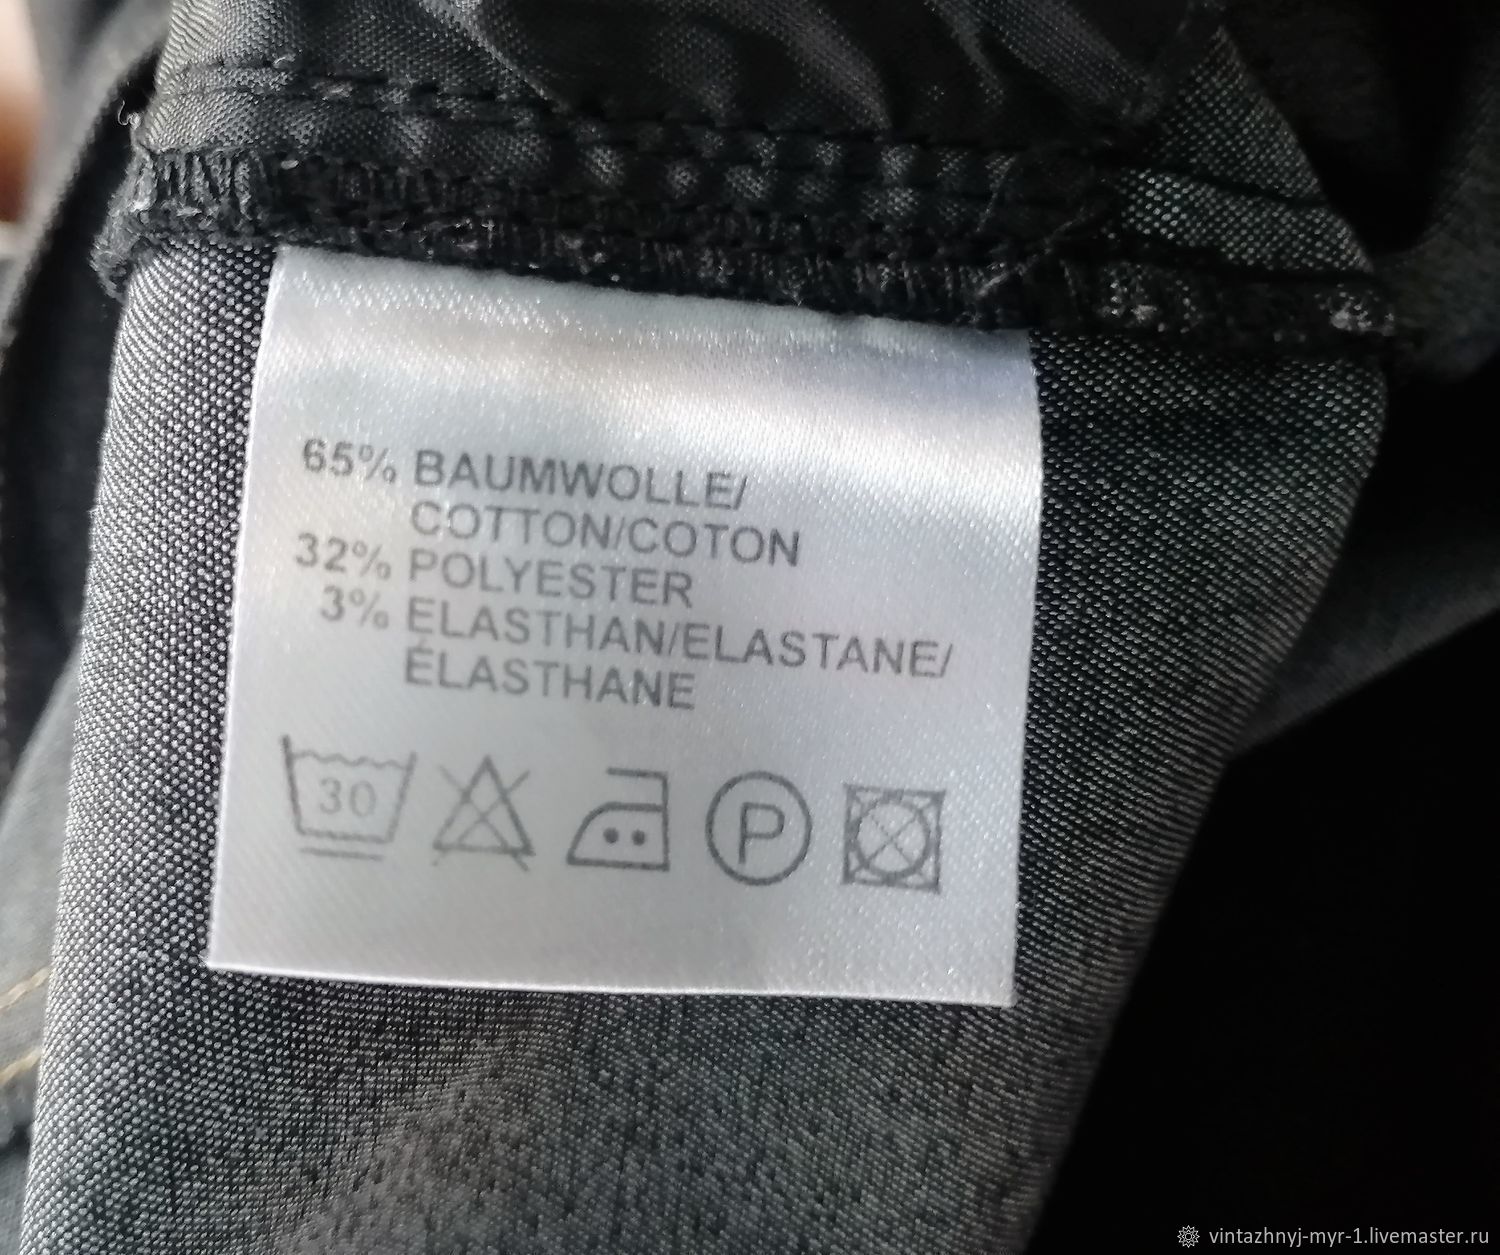 65% BAUMWOLLE/
COTTON/COTON
32% POLYESTER
3% ELASTHAN/ELASTANE/
ÉLASTHANE
30
P
vintazhnyj-myr-1.livemaster.ru